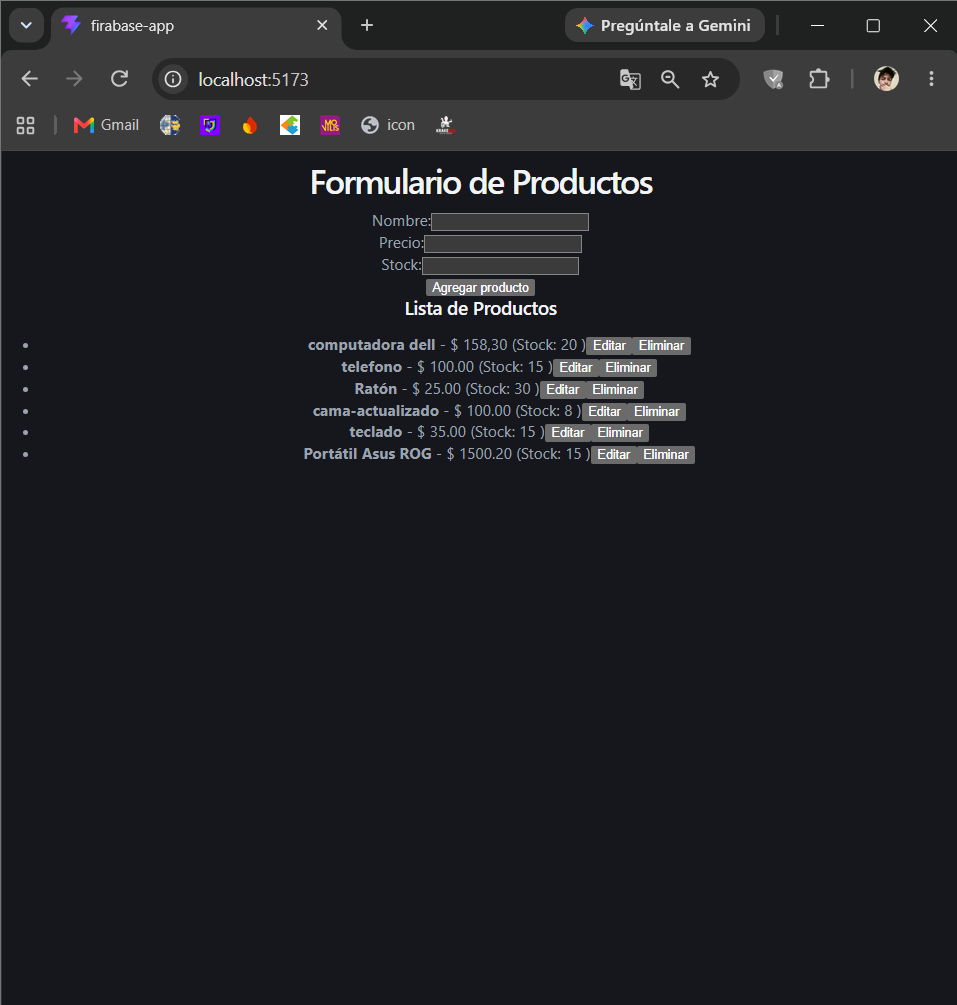 firabase-app
Pregúntale a Gemini
localhost:5173
Gmail
icon
Formulario de Productos
Nombre:
Precio:
Stock:
Agregar producto
Lista de Productos
computadora dell - $ 158,30 (Stock: 20 ) Editar Eliminar
telefono - $ 100.00 (Stock: 15 ) Editar Eliminar
Ratón - $ 25.00 (Stock: 30 ) Editar Eliminar
cama-actualizado - $ 100.00 (Stock: 8 ) Editar Eliminar
teclado - $ 35.00 (Stock: 15 ) Editar Eliminar
Portátil Asus ROG - $ 1500.20 (Stock: 15 ) Editar Eliminar